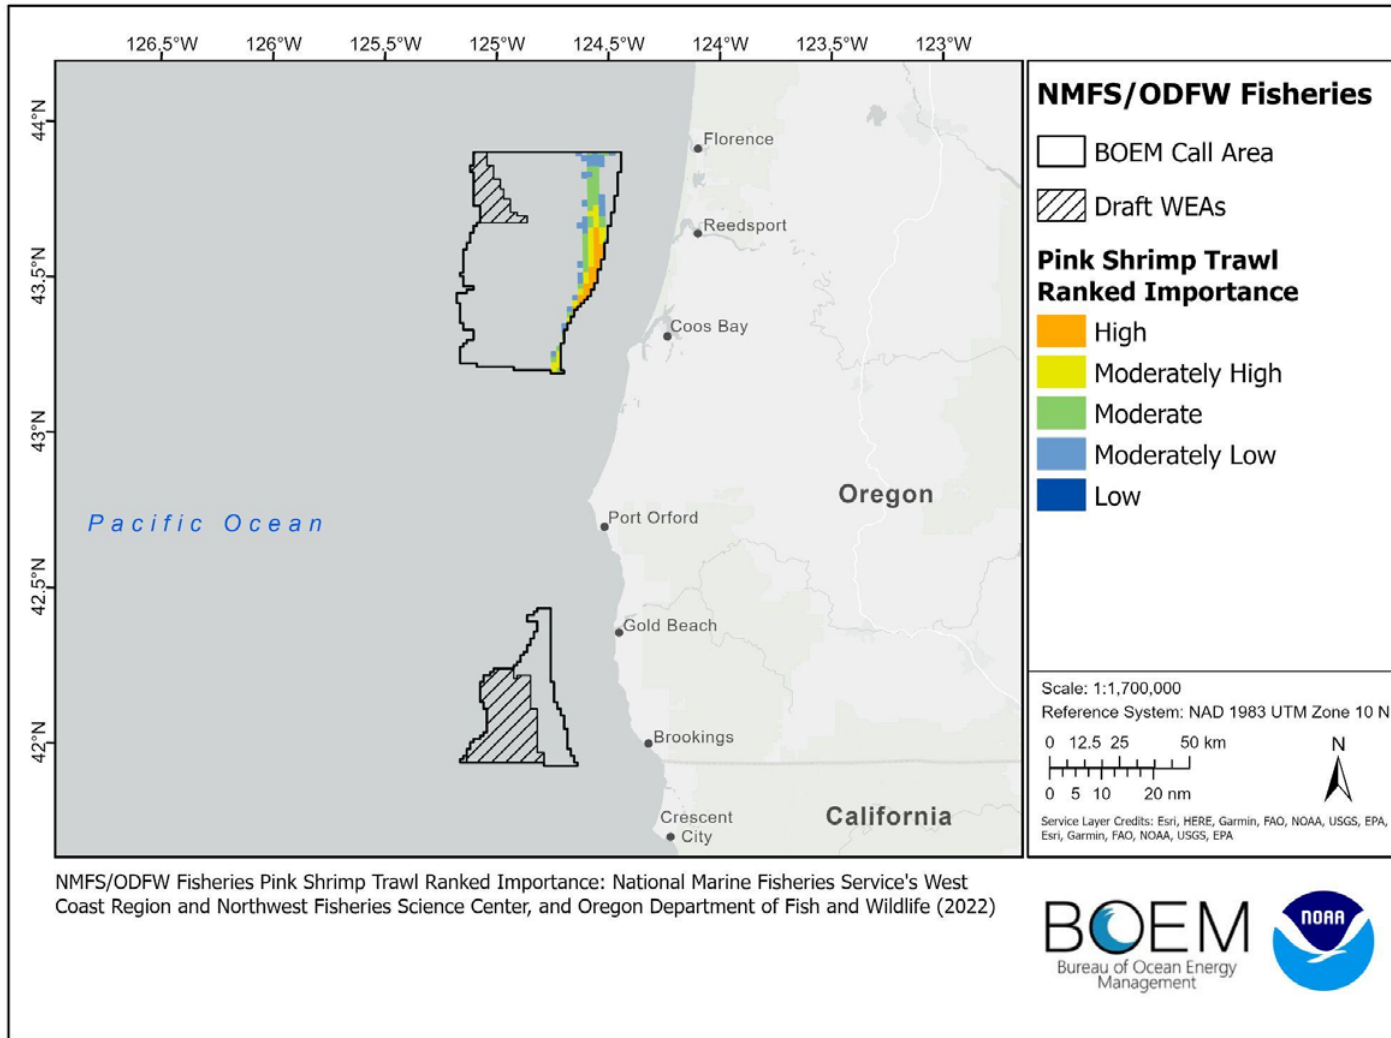 126.5°W 126°W 125.5°W 125°W 124.5°W 124°W 123.5°W 123°W
44°N
43.5°N
43°N
42.5°N
42°N
Florence
Reedsport
Coos Bay
Oregon
Pacific Ocean
Port Orford
Gold Beach
Brookings
California
Crescent
City
NMFS/ODFW Fisheries
BOEM Call Area
Draft WEAs
Pink Shrimp Trawl
Ranked Importance
High
Moderately High
Moderate
Moderately Low
Low
Scale: 1:1,700,000
Reference System: NAD 1983 UTM Zone 10 N
0 12.5 25 50 km
0 5 10 20 nm
N
Service Layer Credits: Esri, HERE, Garmin, FAO, NOAA, USGS, EPA,
Esri, Garmin, FAO, NOAA, USGS, EPA
NMFS/ODFW Fisheries Pink Shrimp Trawl Ranked Importance: National Marine Fisheries Service's West
Coast Region and Northwest Fisheries Science Center, and Oregon Department of Fish and Wildlife (2022)
BOEM
Bureau of Ocean Energy
Management
NOAA